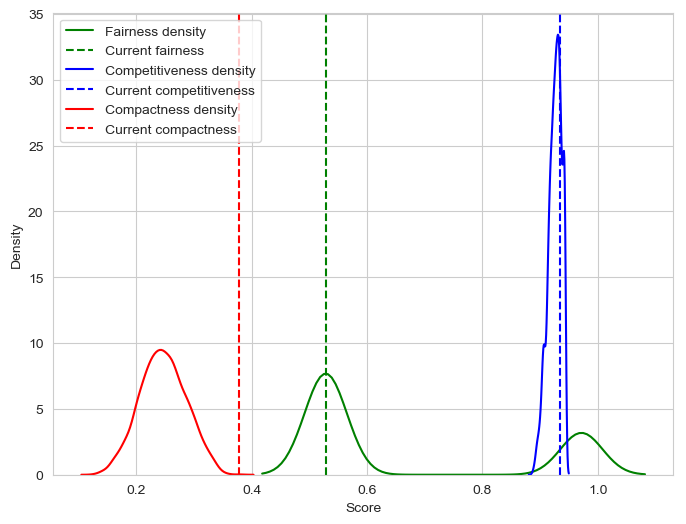 Fairness density
Current fairness
Competitiveness density
Current competitiveness
Compactness density
Current compactness
35
30
25
20
15
10
5
0
Density
0.2 0.4 0.6 0.8 1.0
Score